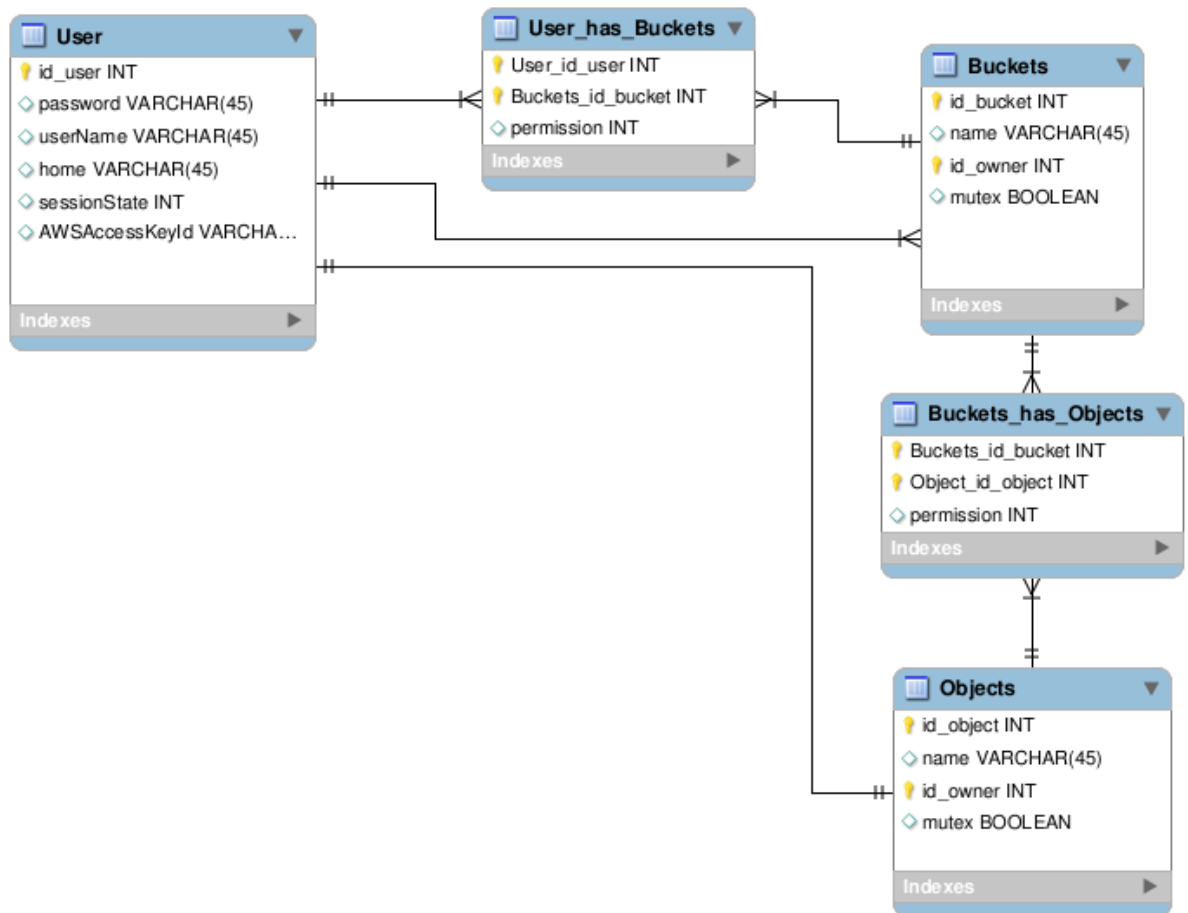 User
id_user INT
password VARCHAR(45)
userName VARCHAR(45)
home VARCHAR(45)
sessionState INT
AWSAccessKeyId VARCHA...
Indexes
User_has_Buckets
User_id_user INT
Buckets_id_bucket INT
permission INT
Indexes
Buckets
id_bucket INT
name VARCHAR(45)
id_owner INT
mutex BOOLEAN
Indexes
Buckets_has_Objects
Buckets_id_bucket INT
Object_id_object INT
permission INT
Indexes
Objects
id_object INT
name VARCHAR(45)
id_owner INT
mutex BOOLEAN
Indexes